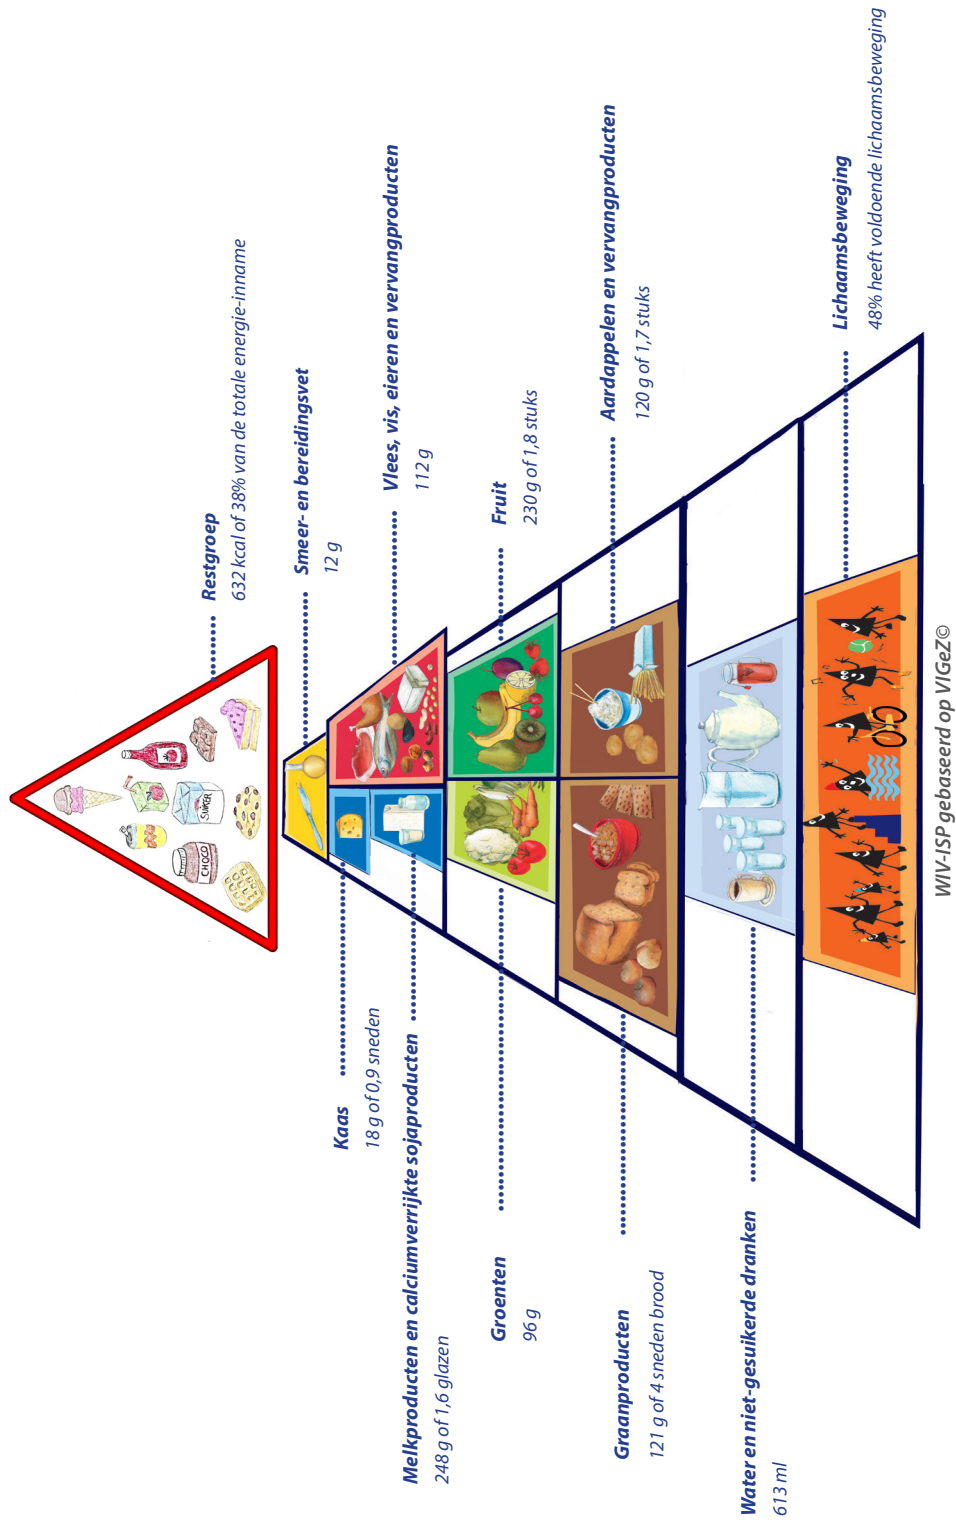 Restgroep
632 kcal of 38% van de totale energie-inname
Smeer- en bereidingsvet
12 g
Kaas
18 g of 0,9 sneden
Vlees, vis, eieren en vervangproducten
112 g
Melkproducten en calciumverrijkte sojaproducten
248 g of 1,6 glazen
Groenten
96 g
Fruit
230 g of 1,8 stuks
Graanproducten
121 g of 4 sneden brood
Aardappelen en vervangproducten
120 g of 1,7 stuks
Water en niet-gesuikerde dranken
613 ml
Lichaamsbeweging
48% heeft voldoende lichaamsbeweging
CHOCO
SUIKER
WIV-ISP gebaseerd op VIGeZ©